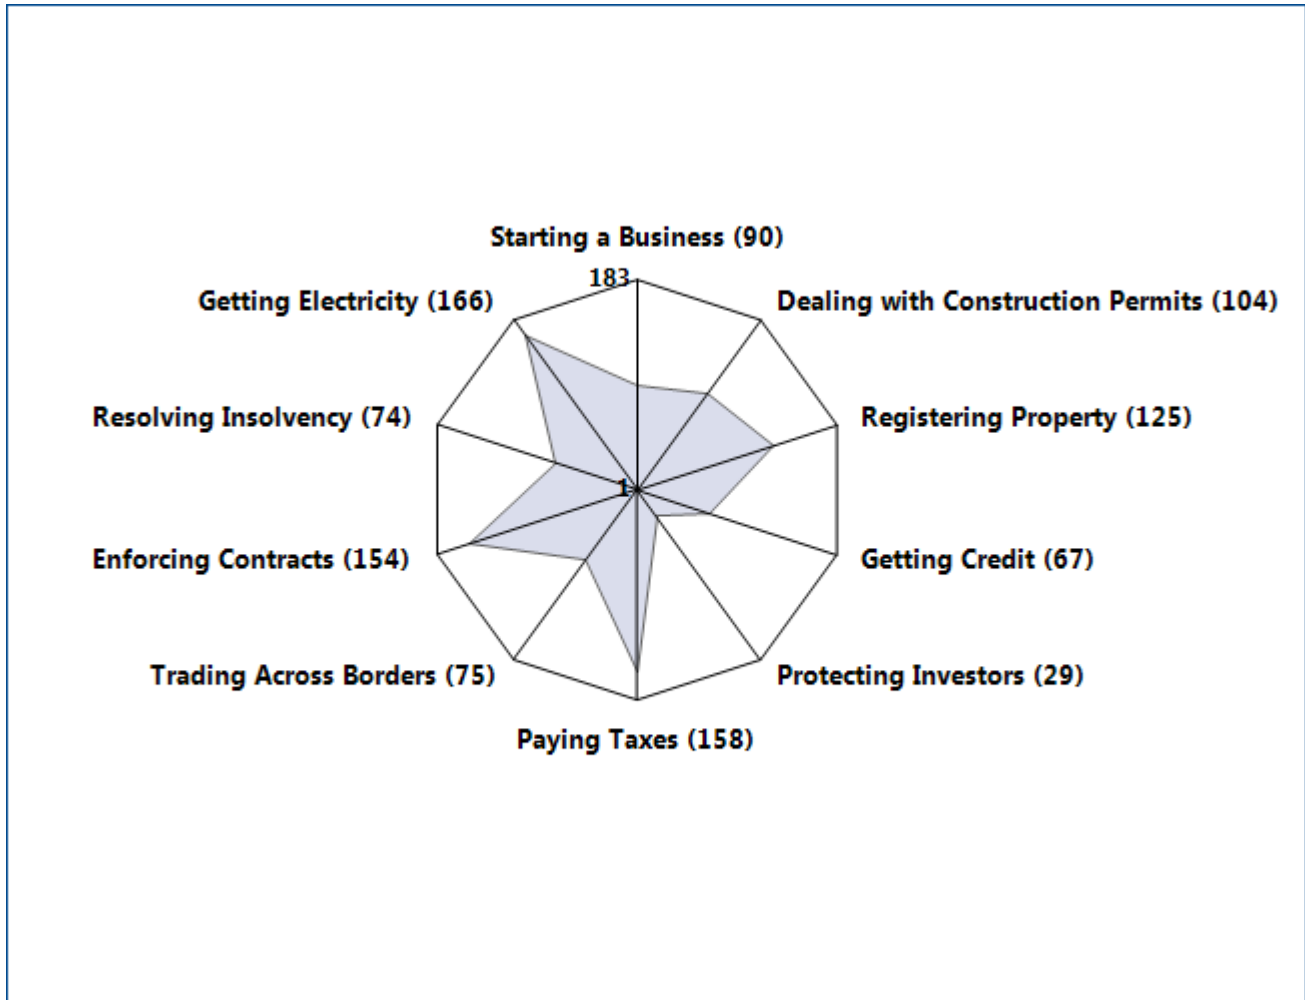 Starting a Business (90)
183
Getting Electricity (166)
Dealing with Construction Permits (104)
Resolving Insolvency (74)
Registering Property (125)
1
Enforcing Contracts (154)
Getting Credit (67)
Trading Across Borders (75)
Protecting Investors (29)
Paying Taxes (158)